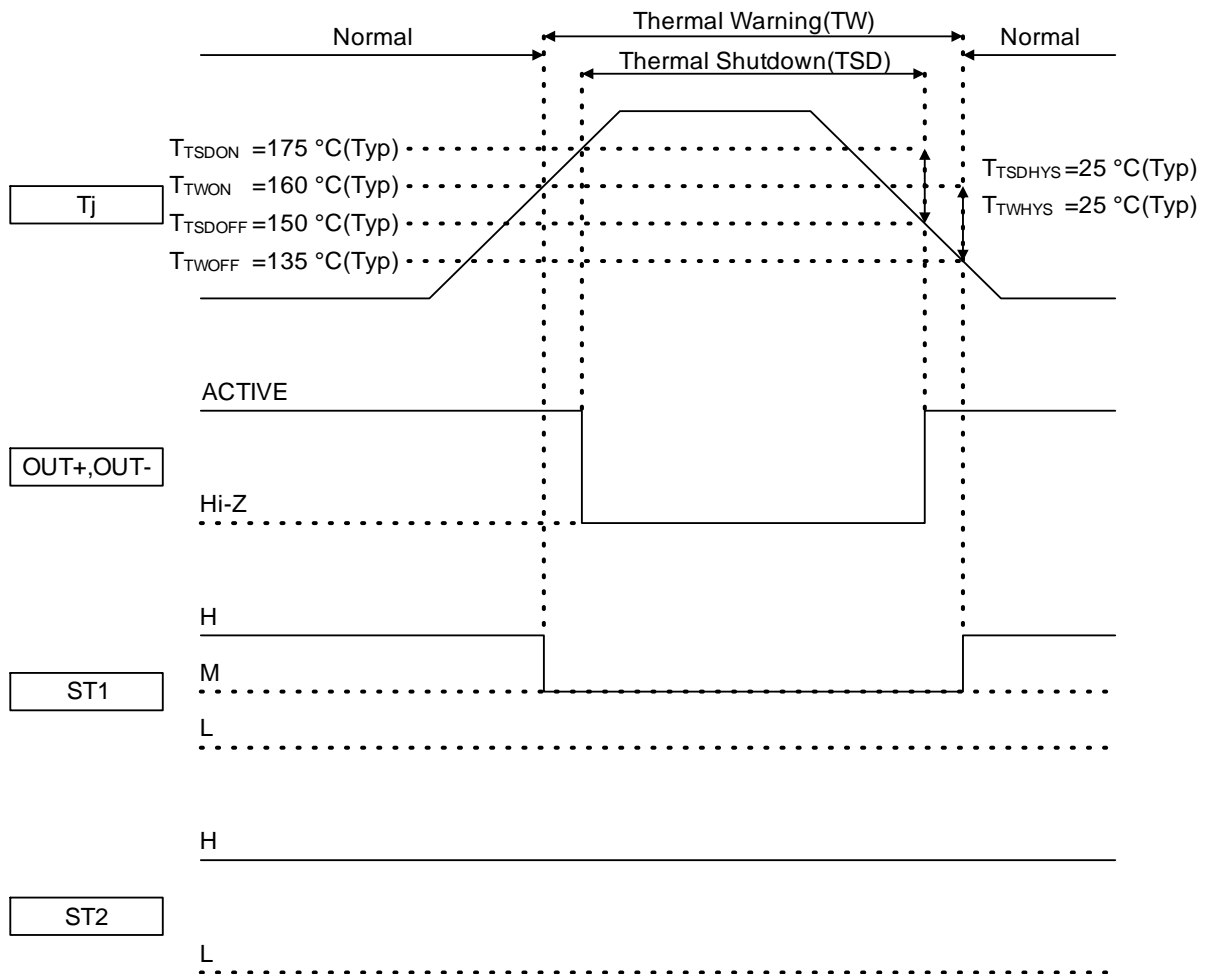 Normal
Thermal Warning(TW)
Normal
Thermal Shutdown(TSD)
Tj
TTSDON =175 °C(Typ)
TTWON =160 °C(Typ)
TTSDOFF =150 °C(Typ)
TTWOFF =135 °C(Typ)
TTSDHYS =25 °C(Typ)
TTWHYS =25 °C(Typ)
ACTIVE
OUT+,OUT-
Hi-Z
H
M
ST1
L
H
ST2
L